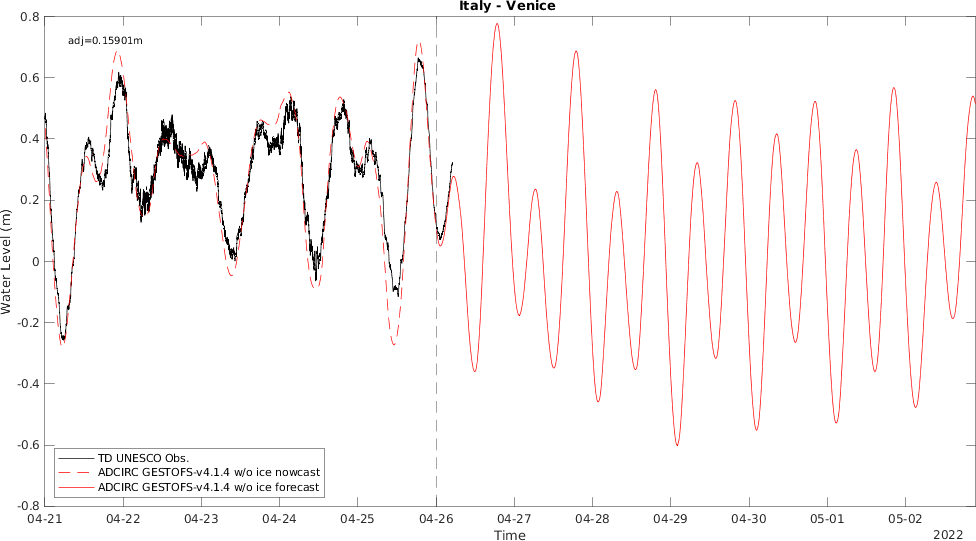 Italy - Venice
adj=0.15901m
0.8
0.6
0.4
0.2
0
-0.2
-0.4
-0.6
-0.8
Water Level (m)
TD UNESCO Obs.
ADCIRC GESTOFS-v4.1.4 w/o ice nowcast
ADCIRC GESTOFS-v4.1.4 w/o ice forecast
04-21 04-22 04-23 04-24 04-25 04-26 04-27 04-28 04-29 04-30 05-01 05-02
Time
2022